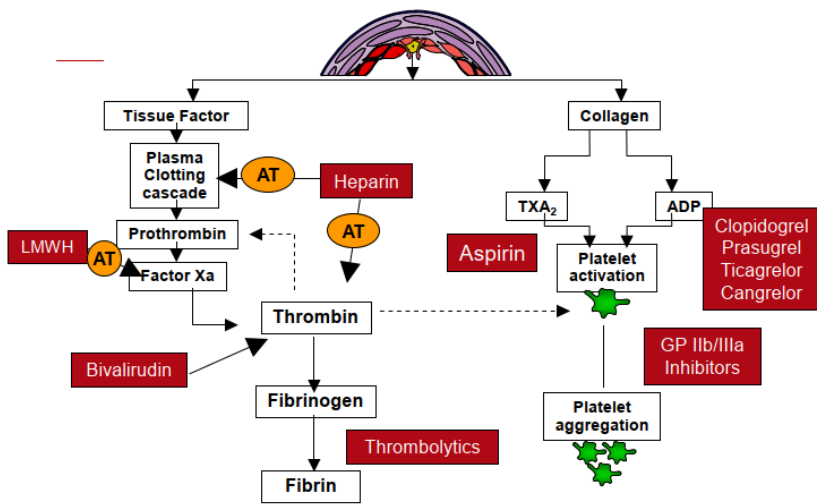 Tissue Factor
Collagen
Plasma
Clotting
cascade
AT
Heparin
TXA₂
ADP
LMWH
AT
Prothrombin
AT
Aspirin
Platelet
activation
Clopidogrel
Prasugrel
Ticagrelor
Cangrelor
Factor Xa
Thrombin
GP IIb/IIIa
Inhibitors
Bivalirudin
Fibrinogen
Platelet
aggregation
Thrombolytics
Fibrin